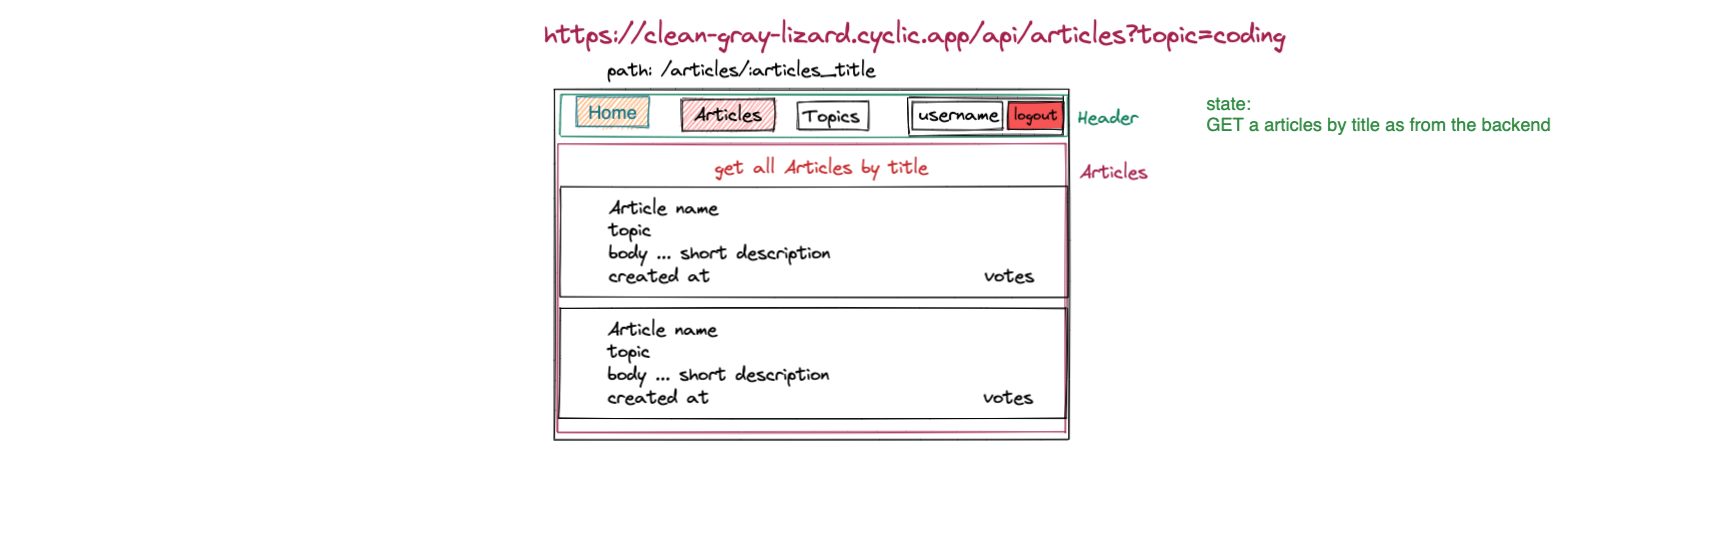 https://clean-gray-lizard.cyclic.app/api/articles?topic=coding
path: /articles/:articles_title
Home Articles Topics username logout Header
state:
GET a articles by title as from the backend
get all Articles by title Articles
Article name
topic
body ... short description
created at votes
Article name
topic
body ... short description
created at votes